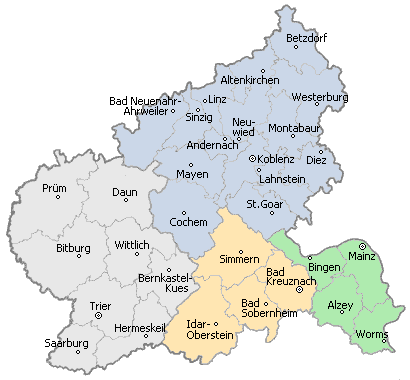 Betzdorf
Altenkirchen
Westerburg
Bad Neuenahr-
Ahrweiler
Linz
Sinzig
Neu-
wied
Montabaur
Andernach
Koblenz
Diez
Mayen
Lahnstein
Prüm
Daun
St.Goar
Cochem
Bitburg
Wittlich
Simmern
Mainz
Bingen
Bernkastel-
Kues
Bad
Kreuznach
Trier
Bad
Sobernheim
Alzey
Hermeskeil
Idar-
Oberstein
Worms
Saarburg